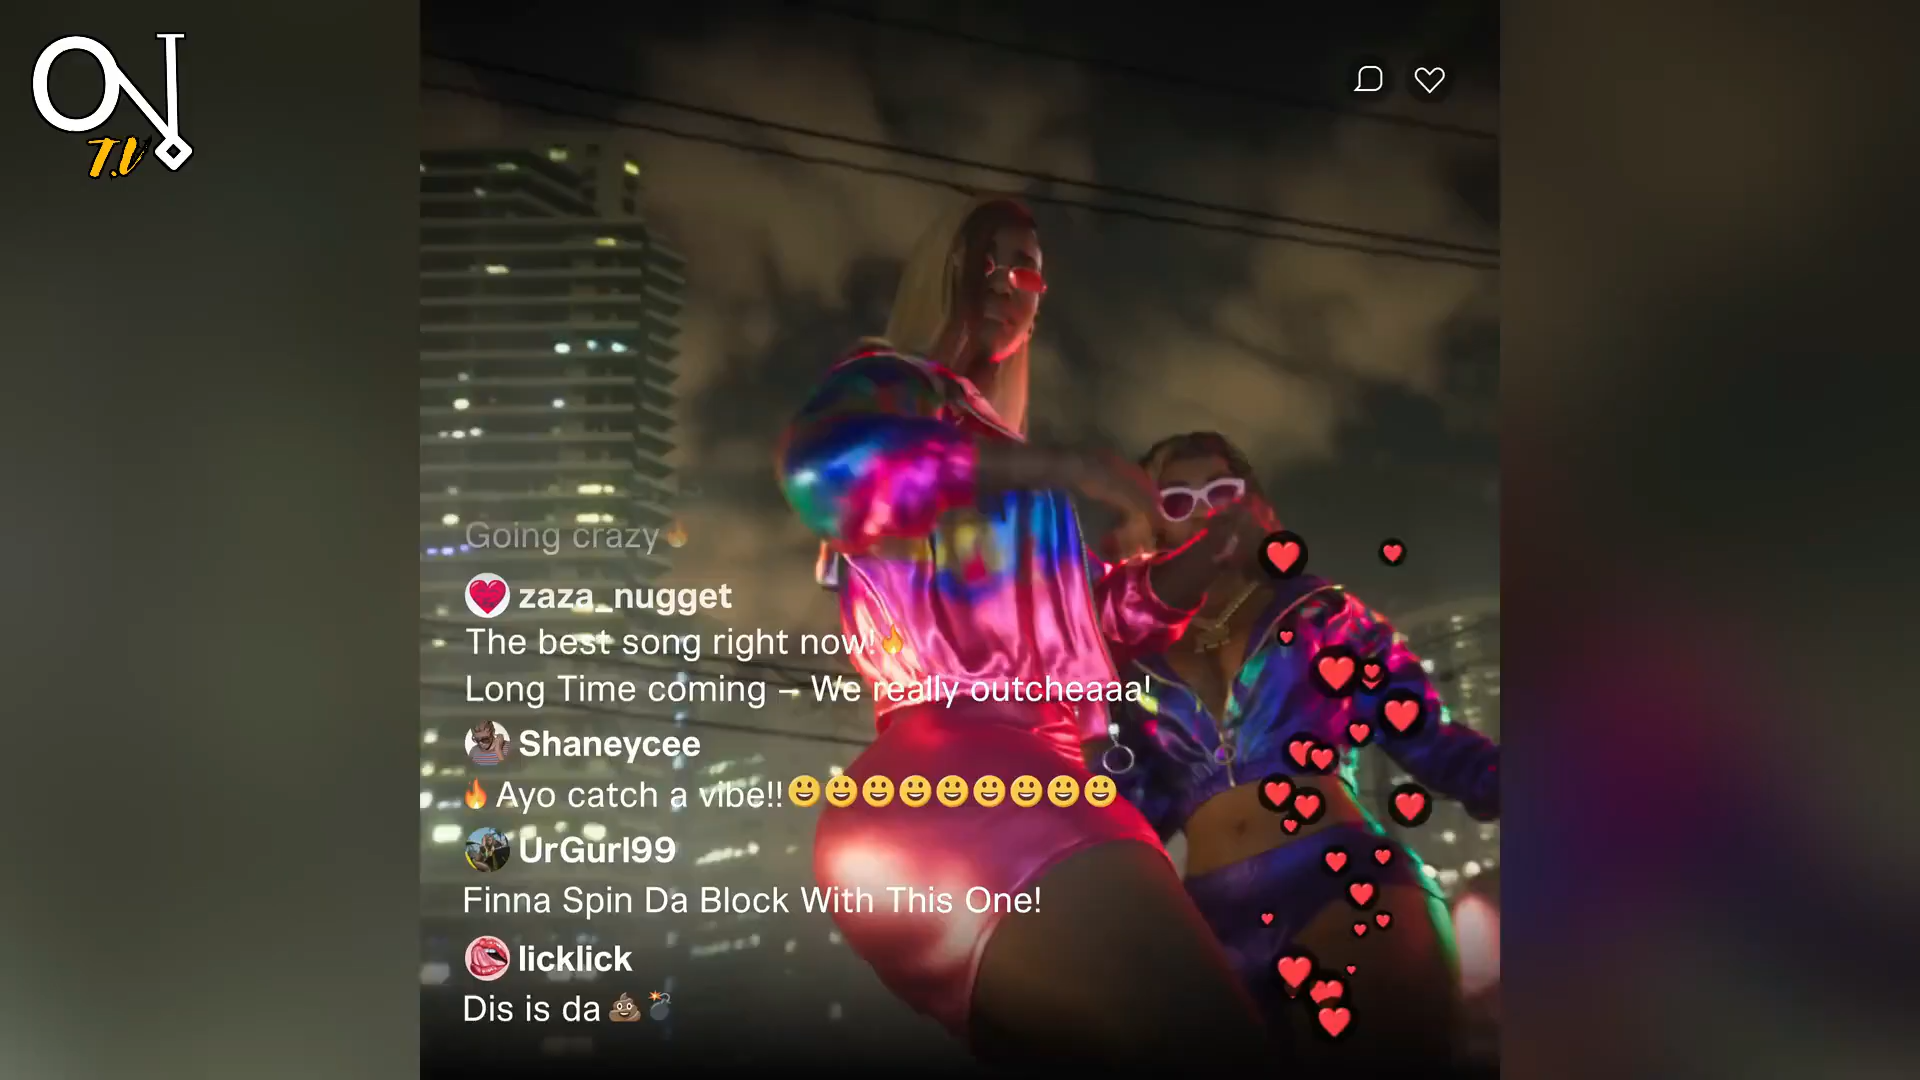 ON
T.V
Going crazy🔥
zaza_nugget
The best song right now!🔥
Long Time coming – We really outcheaaa!
Shaneycee
🔥Ayo catch a vibe!!😀😀😀😀😀😀😀😀😀
UrGurl99
Finna Spin Da Block With This One!
licklick
Dis is da💩💣